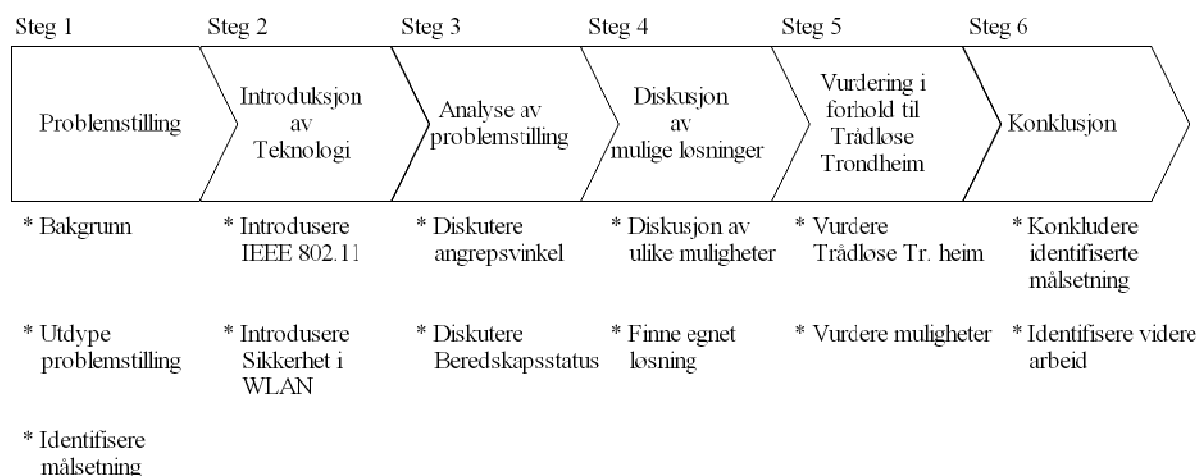 Steg 1
Steg 2
Steg 3
Steg 4
Steg 5
Steg 6
Problemstilling
Introduksjon
av
Teknologi
Analyse av
problemstilling
Diskusjon
av
mulige løsninger
Vurdering i
forhold til
Trådløse
Trondheim
Konklusjon
* Bakgrunn
* Utdype
problemstilling
* Identifisere
målsetning
* Introdusere
IEEE 802.11
* Introdusere
Sikkerhet i
WLAN
* Diskutere
angrepsvinkel
* Diskutere
Beredskapsstatus
* Diskusjon av
ulike muligheter
* Finne egnet
løsning
* Vurdere
Trådløse Tr. heim
* Vurdere muligheter
* Konkludere
identifiserte
målsetning
* Identifisere videre
arbeid